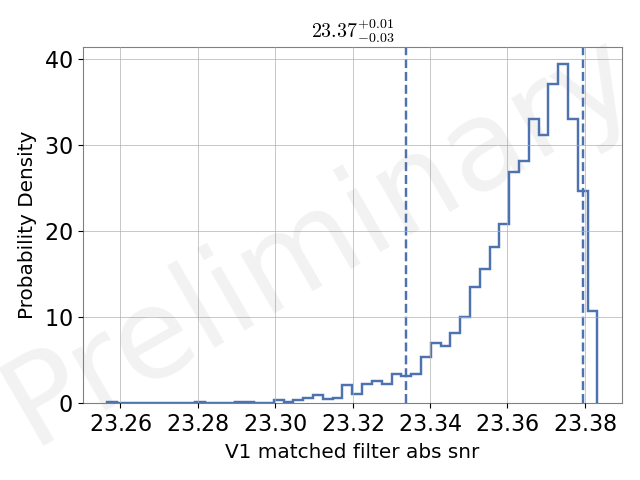 23.37+0.01−0.03
Preliminary
Probability Density
40
30
20
10
0
23.26 23.28 23.30 23.32 23.34 23.36 23.38
V1 matched filter abs snr